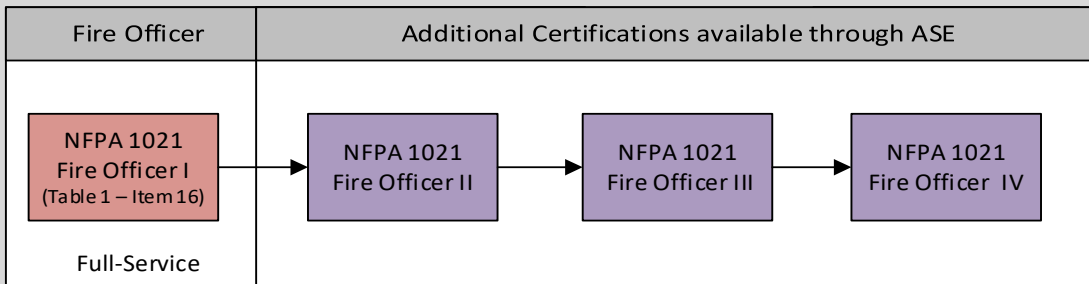 Fire Officer
Additional Certifications available through ASE
NFPA 1021
Fire Officer I
(Table 1 – Item 16)
NFPA 1021
Fire Officer II
NFPA 1021
Fire Officer III
NFPA 1021
Fire Officer IV
Full-Service